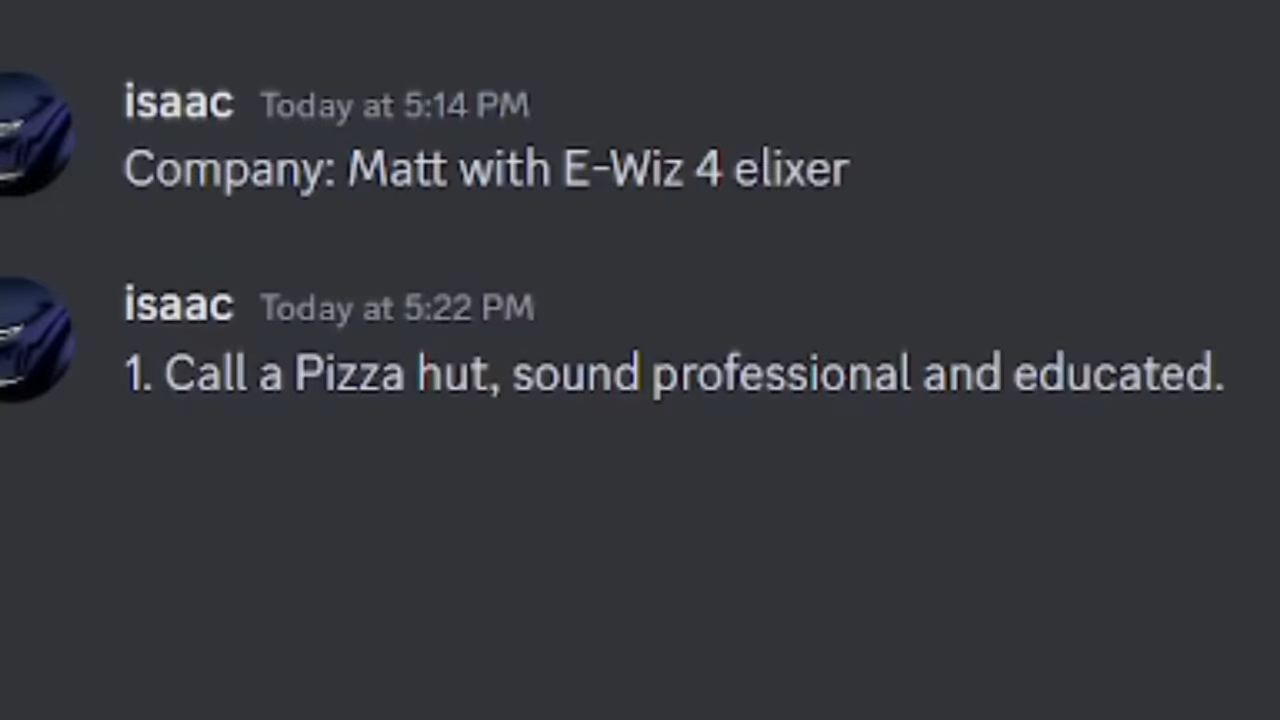 isaac Today at 5:14 PM
Company: Matt with E-Wiz 4 elixer
isaac Today at 5:22 PM
1. Call a Pizza hut, sound professional and educated.